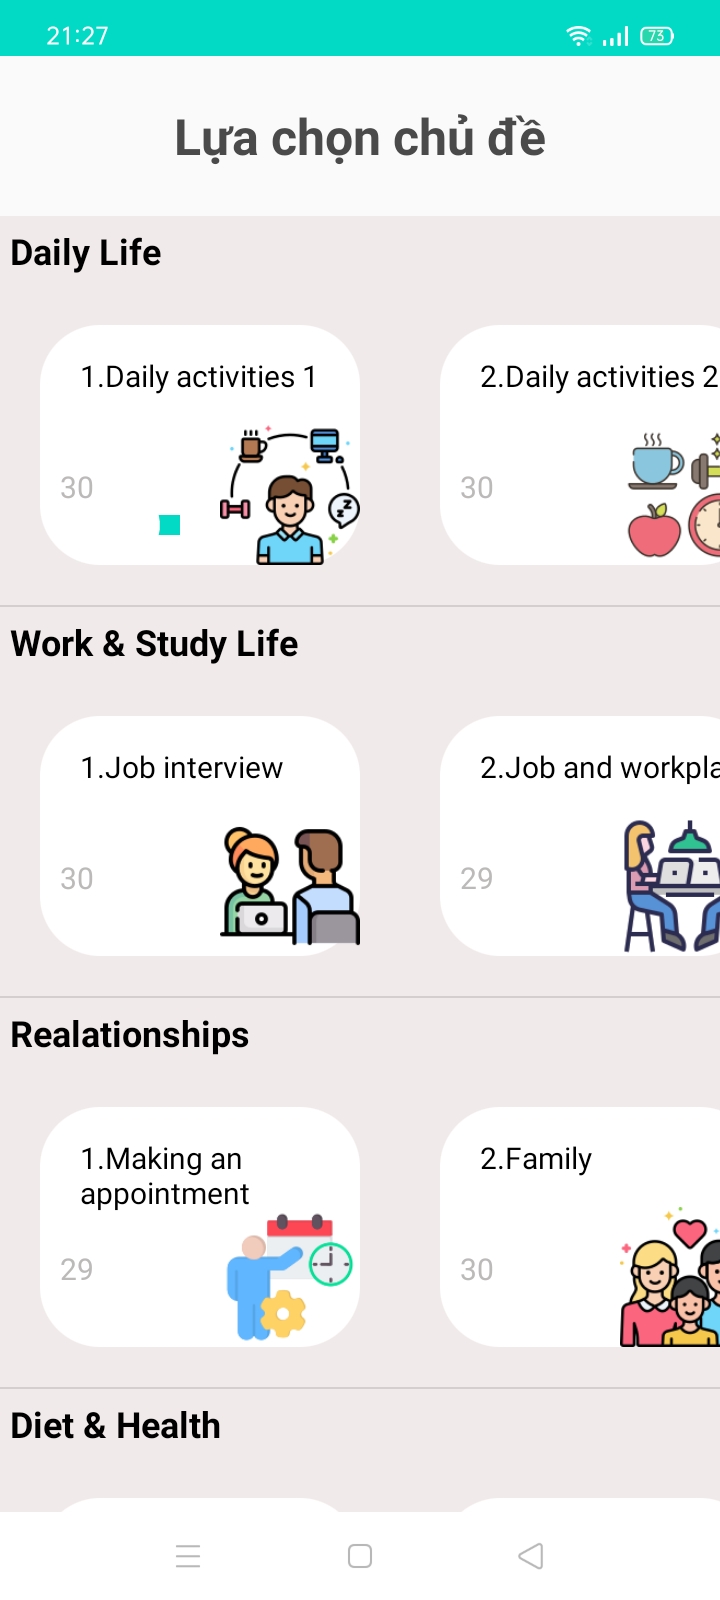 21:27
73
Lựa chọn chủ đề
Daily Life
1.Daily activities 1
2.Daily activities 2
30
30
Work & Study Life
1.Job interview
2.Job and workpla
30
29
Realationships
1.Making an
appointment
2.Family
29
30
Diet & Health